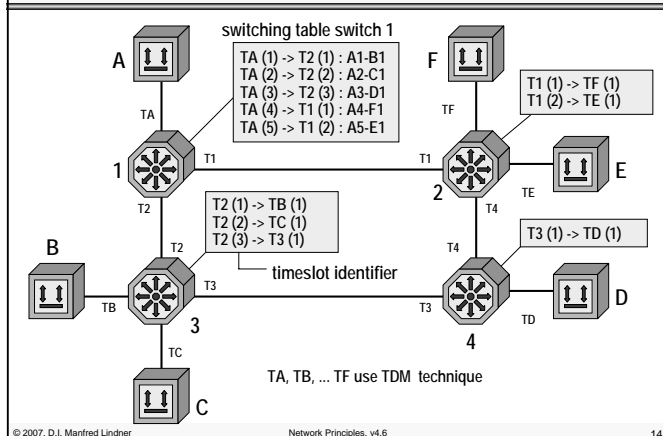 switching table switch 1
A
TA (1) -> T2 (1) : A1-B1
TA (2) -> T2 (2) : A2-C1
TA (3) -> T2 (3) : A3-D1
TA (4) -> T1 (1) : A4-F1
TA (5) -> T1 (2) : A5-E1
F
T1 (1) -> TF (1)
T1 (2) -> TE (1)
TA
TF
1
T1
T1
2
TE
E
T2
T4
T2 (1) -> TB (1)
T2 (2) -> TC (1)
T2 (3) -> T3 (1)
T3 (1) -> TD (1)
B
T2
T4
timeslot identifier
TB
T3
T3
TD
D
3
4
TC
C
TA, TB, ... TF use TDM technique
© 2007, D.I. Manfred Lindner
Network Principles, v4.6
14